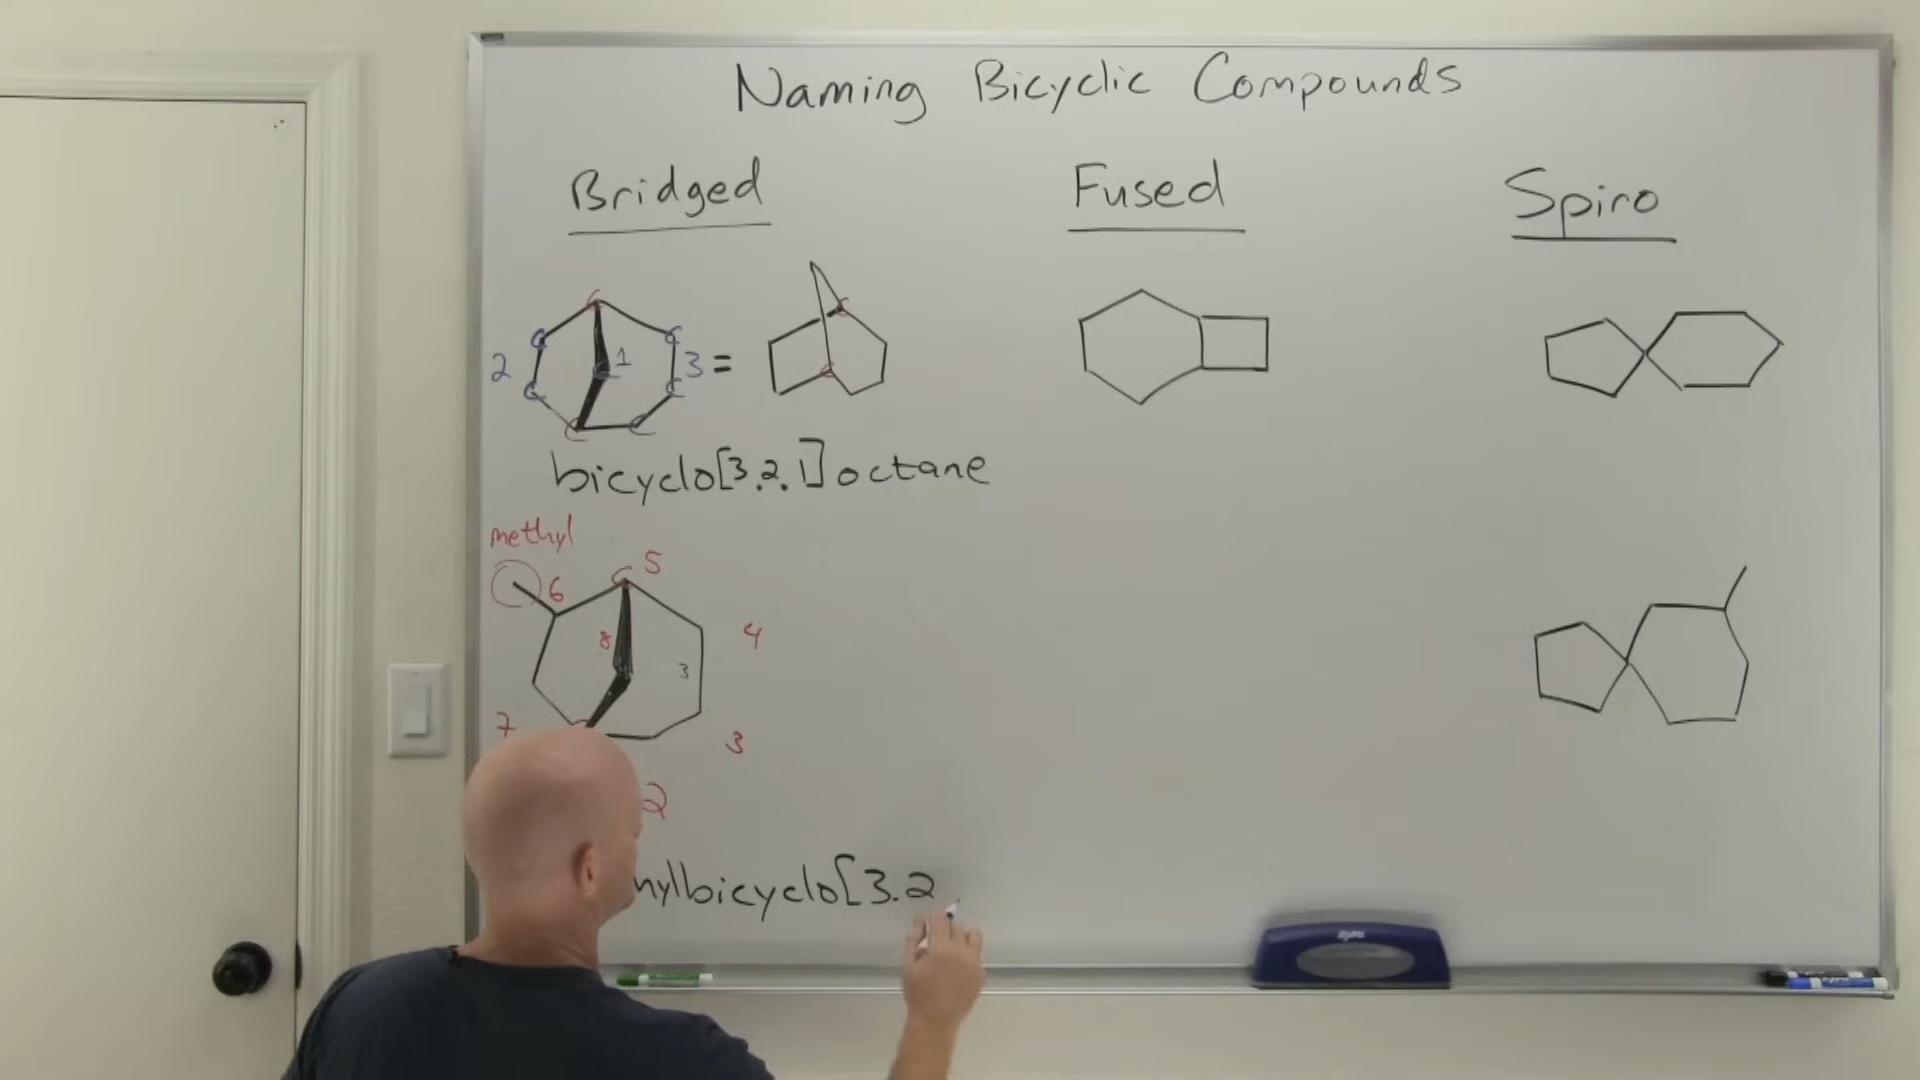 Naming Bicyclic Compounds
Bridged
Fused
Spiro
C
C
C
C
C
C
C
C
2
1
3
=
C
C
bicyclo[3.2.1]octane
methyl
6
C
5
8
4
3
7
3
2
hylbicyclo[3.2.